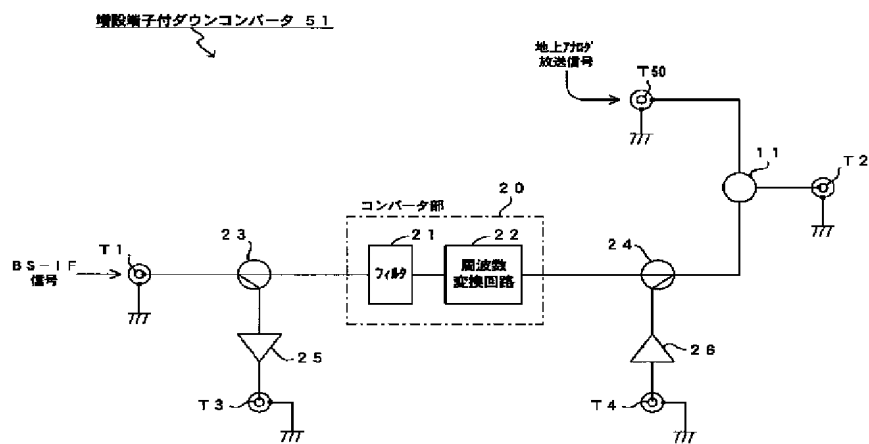 増設端子付ダウンコンバータ 51
地上アナログ
放送信号
T50
11
T2
20
コンバータ部
23
21
22
24
T1
BS-IF
信号
フィルタ
周波数
変換回路
25
26
T3
T4